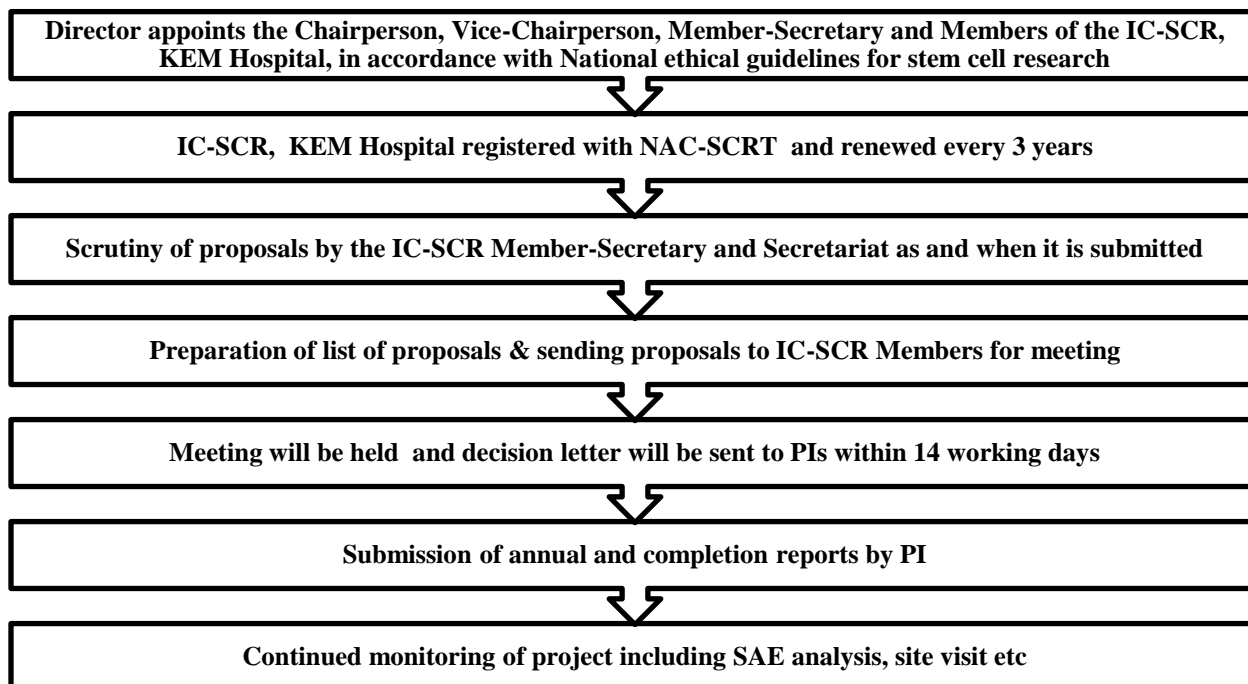 Director appoints the Chairperson, Vice-Chairperson, Member-Secretary and Members of the IC-SCR,
KEM Hospital, in accordance with National ethical guidelines for stem cell research
IC-SCR, KEM Hospital registered with NAC-SCRT and renewed every 3 years
Scrutiny of proposals by the IC-SCR Member-Secretary and Secretariat as and when it is submitted
Preparation of list of proposals & sending proposals to IC-SCR Members for meeting
Meeting will be held and decision letter will be sent to PIs within 14 working days
Submission of annual and completion reports by PI
Continued monitoring of project including SAE analysis, site visit etc